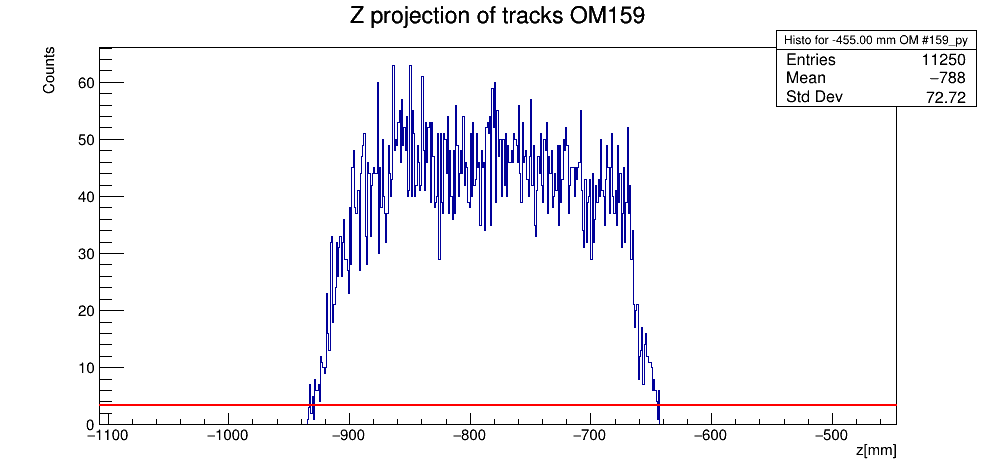 Z projection of tracks OM159
Histo for -455.00 mm OM #159_py
Entries 11250
Mean −788
Std Dev 72.72
Counts
60
50
40
30
20
10
0
−1100 −1000 −900 −800 −700 −600 −500
z[mm]